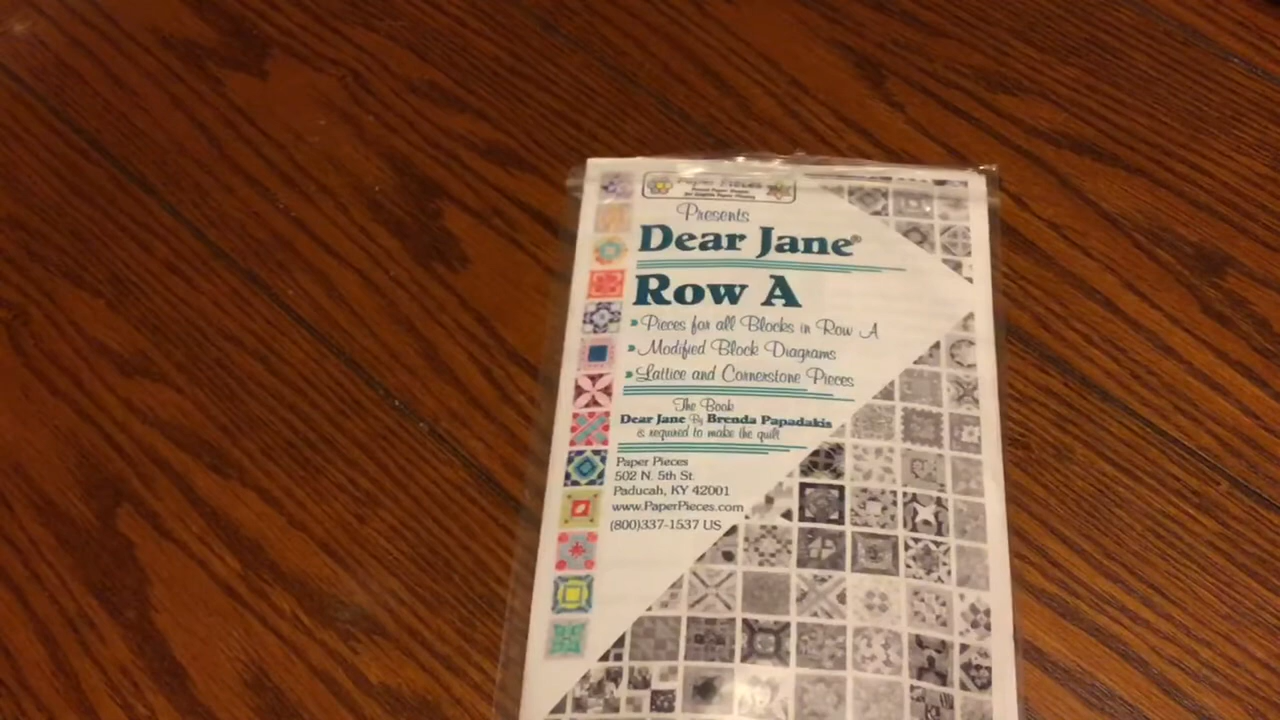 Paper Pieces
Presents
Dear Jane®
Row A
Pieces for all Blocks in Row A
Modified Block Diagrams
Lattice and Cornerstone Pieces
The Book
Dear Jane By Brenda Papadakis
is required to make the quilt
Paper Pieces
502 N. 5th St.
Paducah, KY 42001
www.PaperPieces.com
(800)337-1537 US